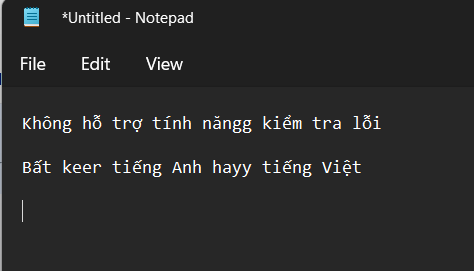 *Untitled - Notepad
File Edit View
Không hỗ trợ tính năngg kiểm tra lỗi
Bất keer tiếng Anh hayy tiếng Việt